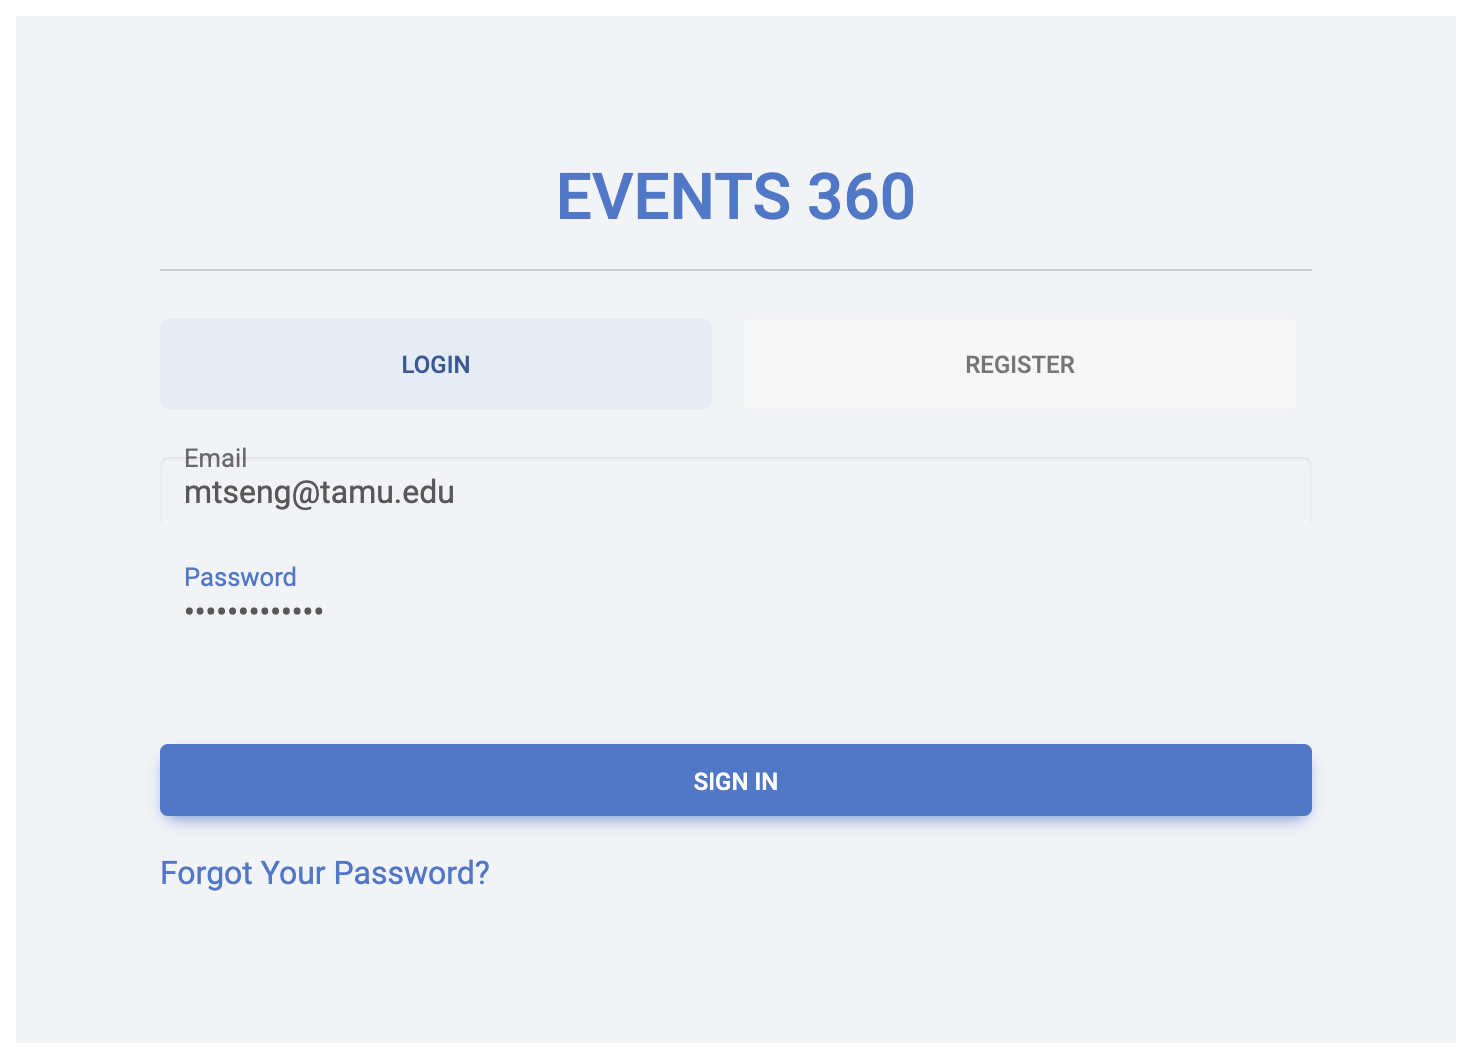 EVENTS 360
LOGIN
REGISTER
Email
mtseng@tamu.edu
Password
•••••••••••••
SIGN IN
Forgot Your Password?